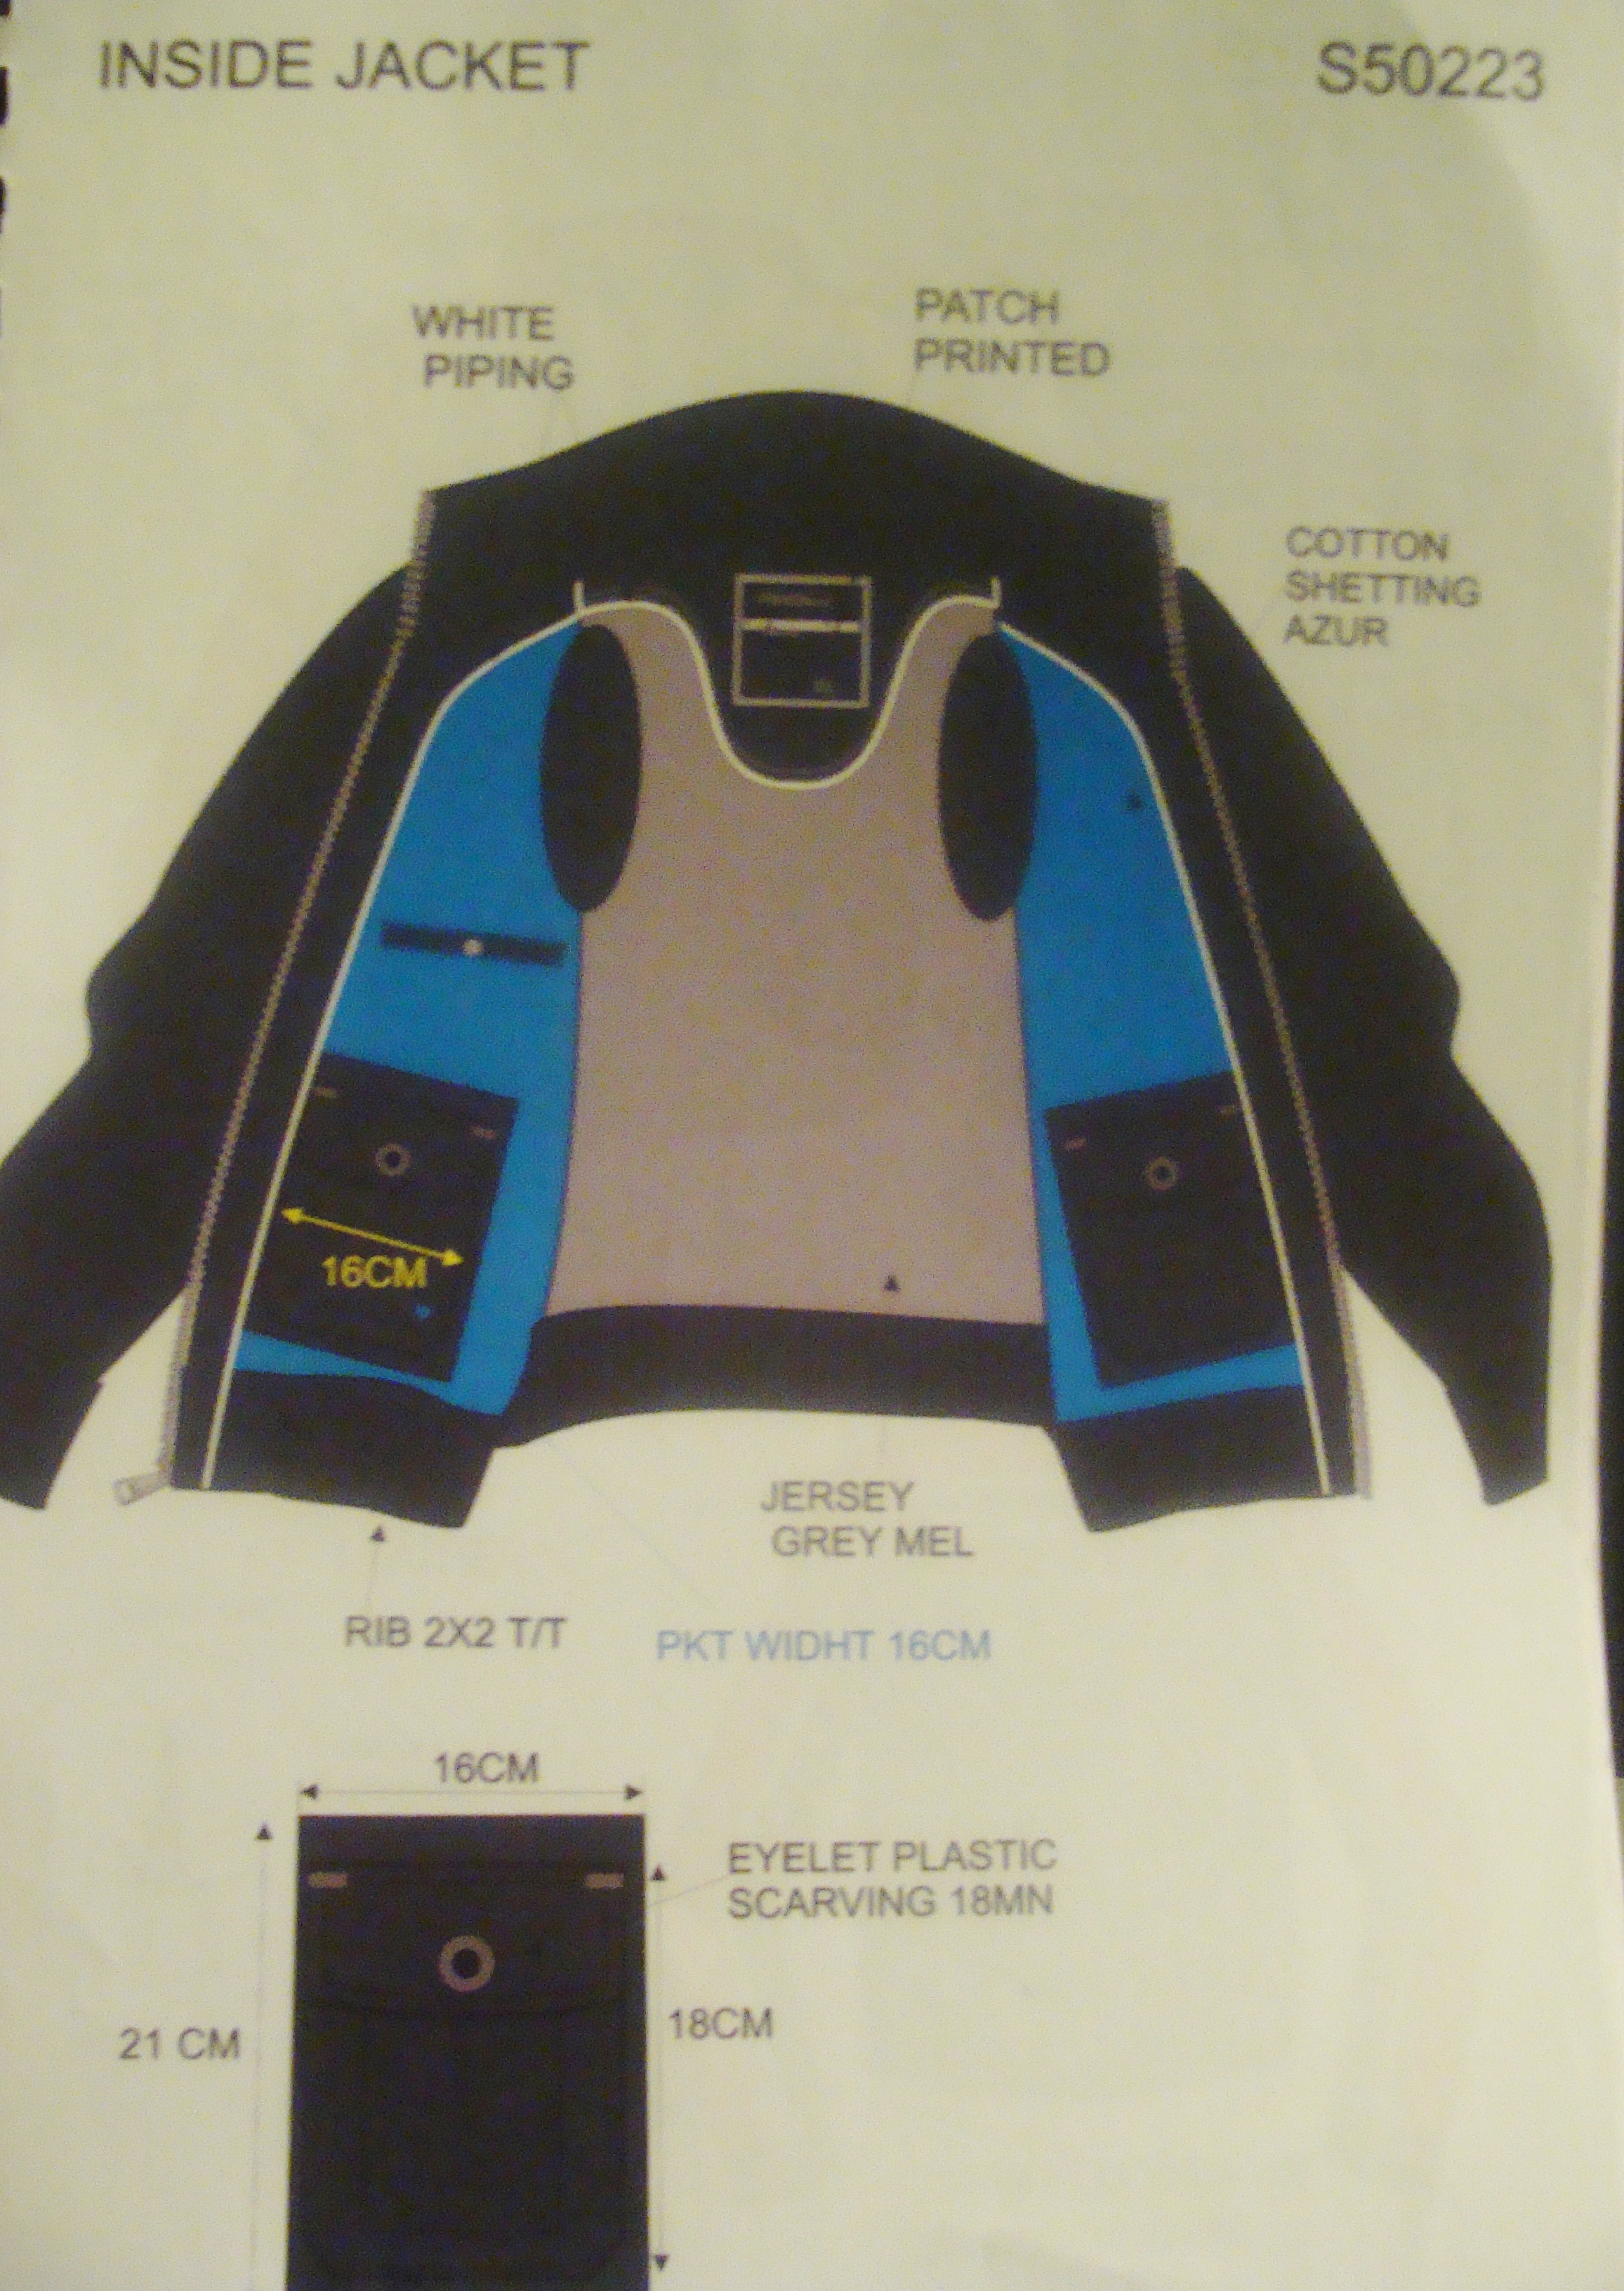 INSIDE JACKET
S50223
WHITE
PIPING
PATCH
PRINTED
COTTON
SHETTING
AZUR
16CM
JERSEY
GREY MEL
RIB 2X2 T/T
PKT WIDHT 16CM
16CM
EYELET PLASTIC
SCARVING 18MN
21 CM
18CM